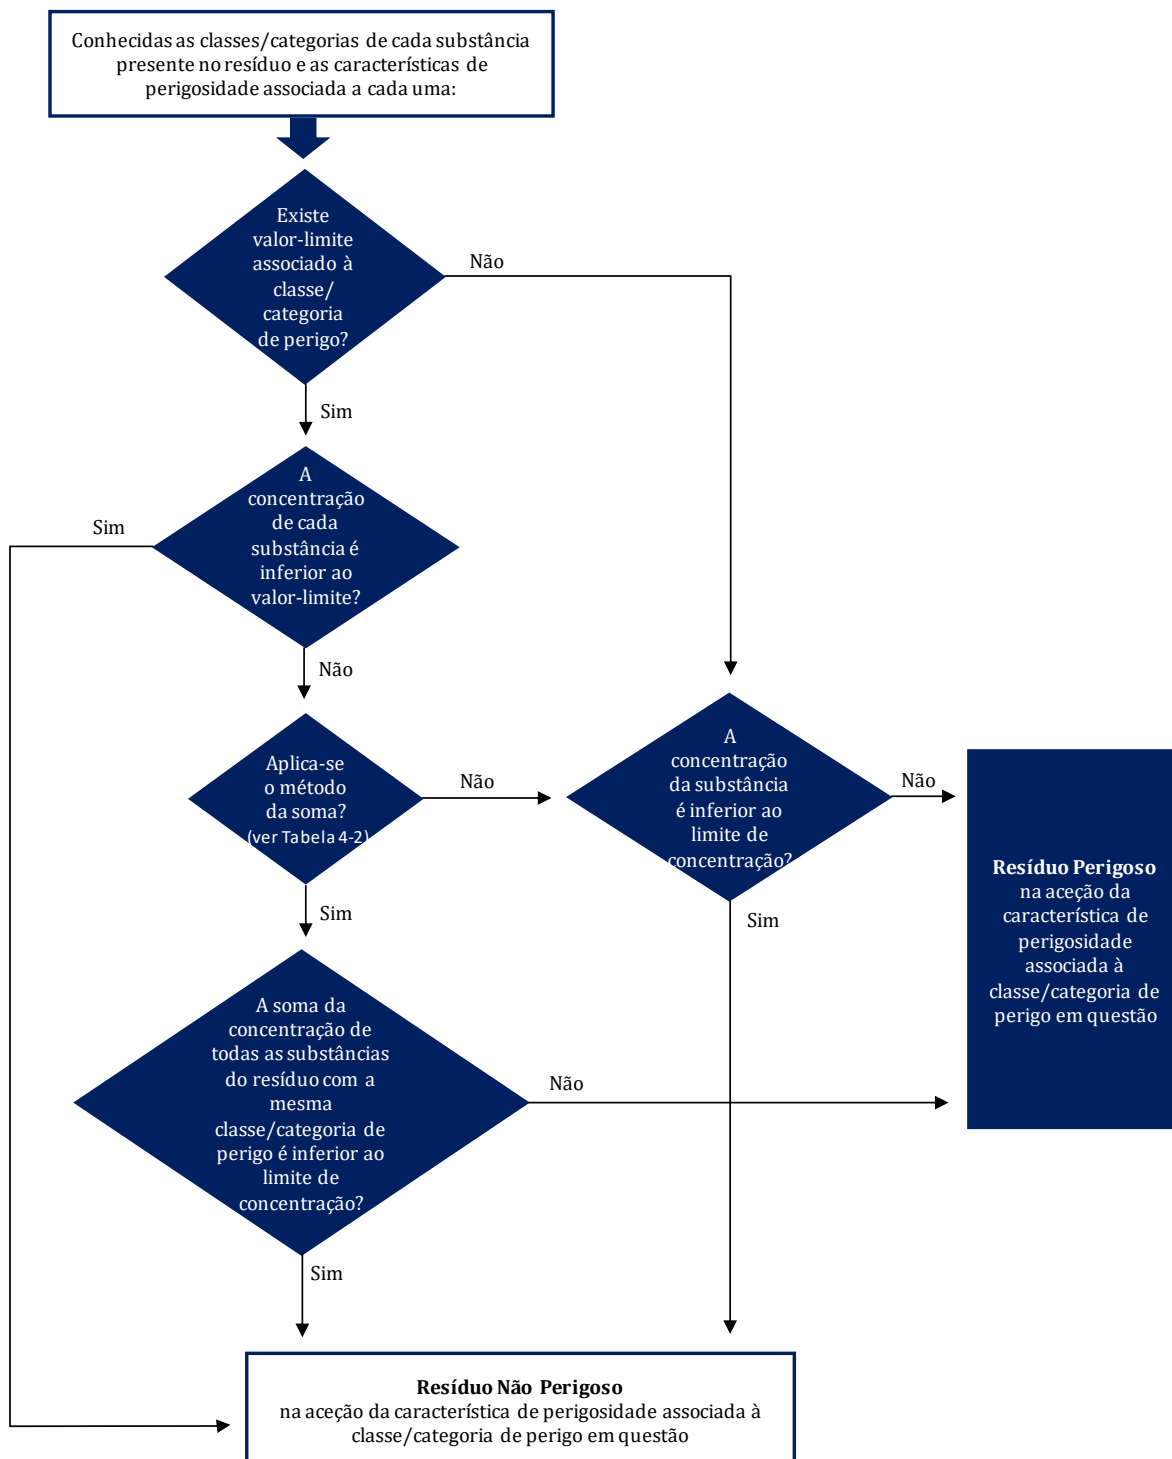 Conhecidas as classes/categorias de cada substância
presente no resíduo e as características de
perigosidade associada a cada uma:
Existe
valor-limite
associado à
classe/
categoria
de perigo?
Não
Sim
A
concentração
de cada
substância é
inferior ao
valor-limite?
Sim
Não
Aplica-se
o método
da soma?
(ver Tabela 4-2)
Não
Sim
A
concentração
da substância
é inferior ao
limite de
concentração?
Não
Sim
Resíduo Perigoso
na aceção da
característica de
perigosidade
associada à
classe/categoria de
perigo em questão
A soma da
concentração de
todas as substâncias
do resíduo com a
mesma
classe/categoria de
perigo é inferior ao
limite de
concentração?
Não
Sim
Resíduo Não Perigoso
na aceção da característica de perigosidade associada à
classe/categoria de perigo em questão